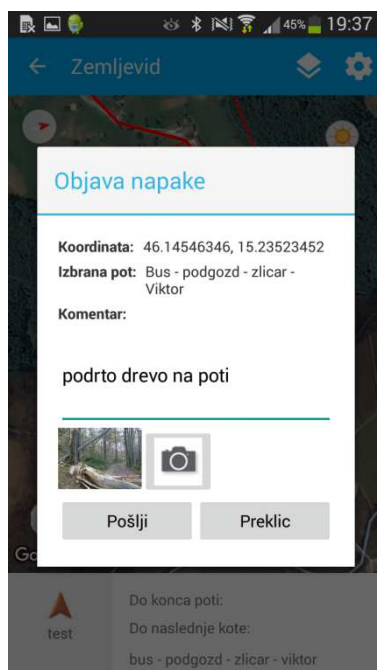 45% 19:37
Zemljevid
Objava napake
Koordinata: 46.14546346, 15.23523452
Izbrana pot: Bus - podgozd - zlicar -
Viktor
Komentar:
podrto drevo na poti
Pošlji Preklic
Go
Do konca poti:
test
Do naslednje kote:
bus - podgozd - zlicar - viktor